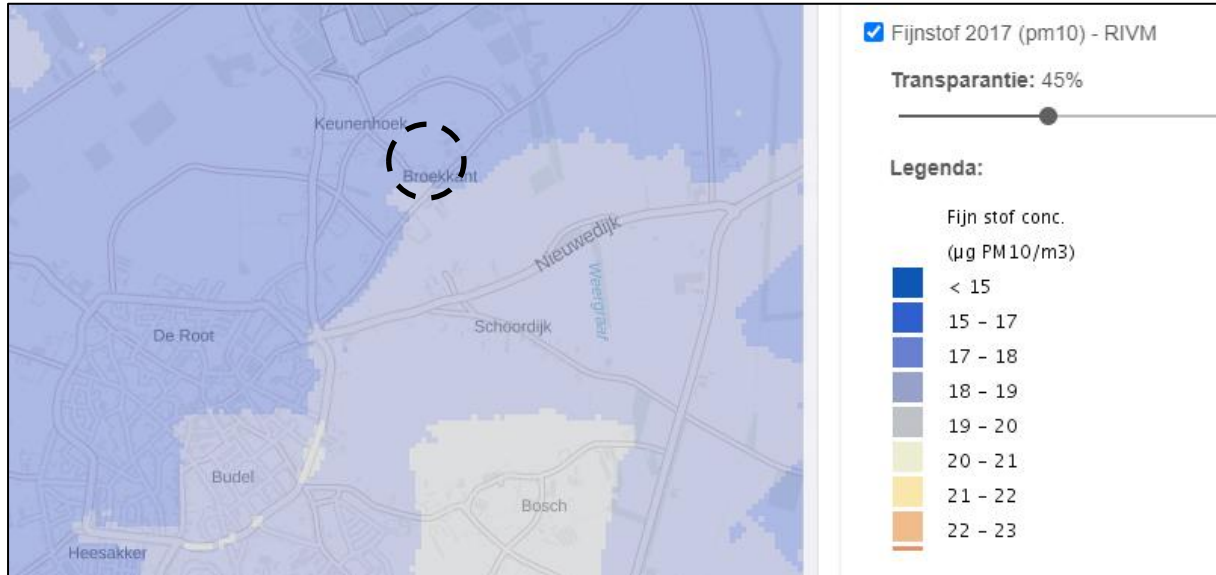 Keunenhoek
Broekkant
Nieuwedijk
Weergraaf
De Root
Schoordijk
Budel
Bosch
Heesakker
Fijnstof 2017 (pm10) - RIVM
Transparantie: 45%
Legenda:
Fijn stof conc.
(µg PM10/m3)
< 15
15 – 17
17 – 18
18 – 19
19 – 20
20 – 21
21 – 22
22 – 23